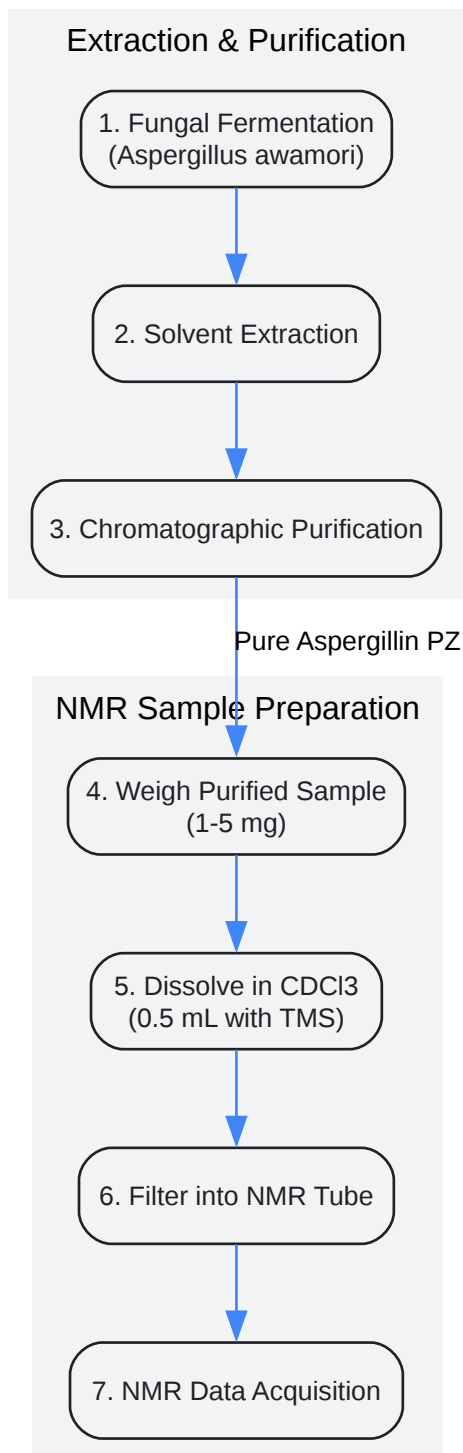 Extraction & Purification
1. Fungal Fermentation
(Aspergillus awamori)
2. Solvent Extraction
3. Chromatographic Purification
Pure Aspergillin PZ
NMR Sample Preparation
4. Weigh Purified Sample
(1-5 mg)
5. Dissolve in CDCl3
(0.5 mL with TMS)
6. Filter into NMR Tube
7. NMR Data Acquisition